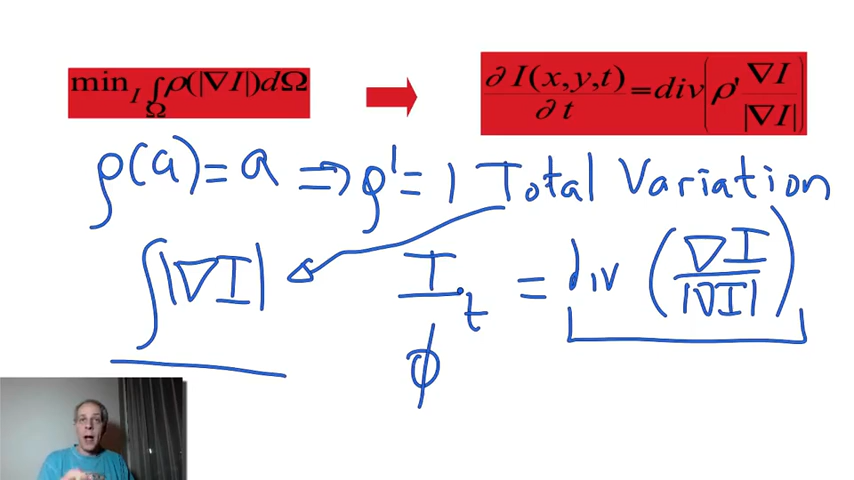 min_I ∫_Ω ρ(|∇I|)dΩ ➡ ∂I(x,y,t)/∂t = div(ρ' ∇I/|∇I|)
ρ(a) = a ⇒ ρ' = 1 Total Variation
∫|∇I| I_t = div(∇I/|∇I|)
ϕ